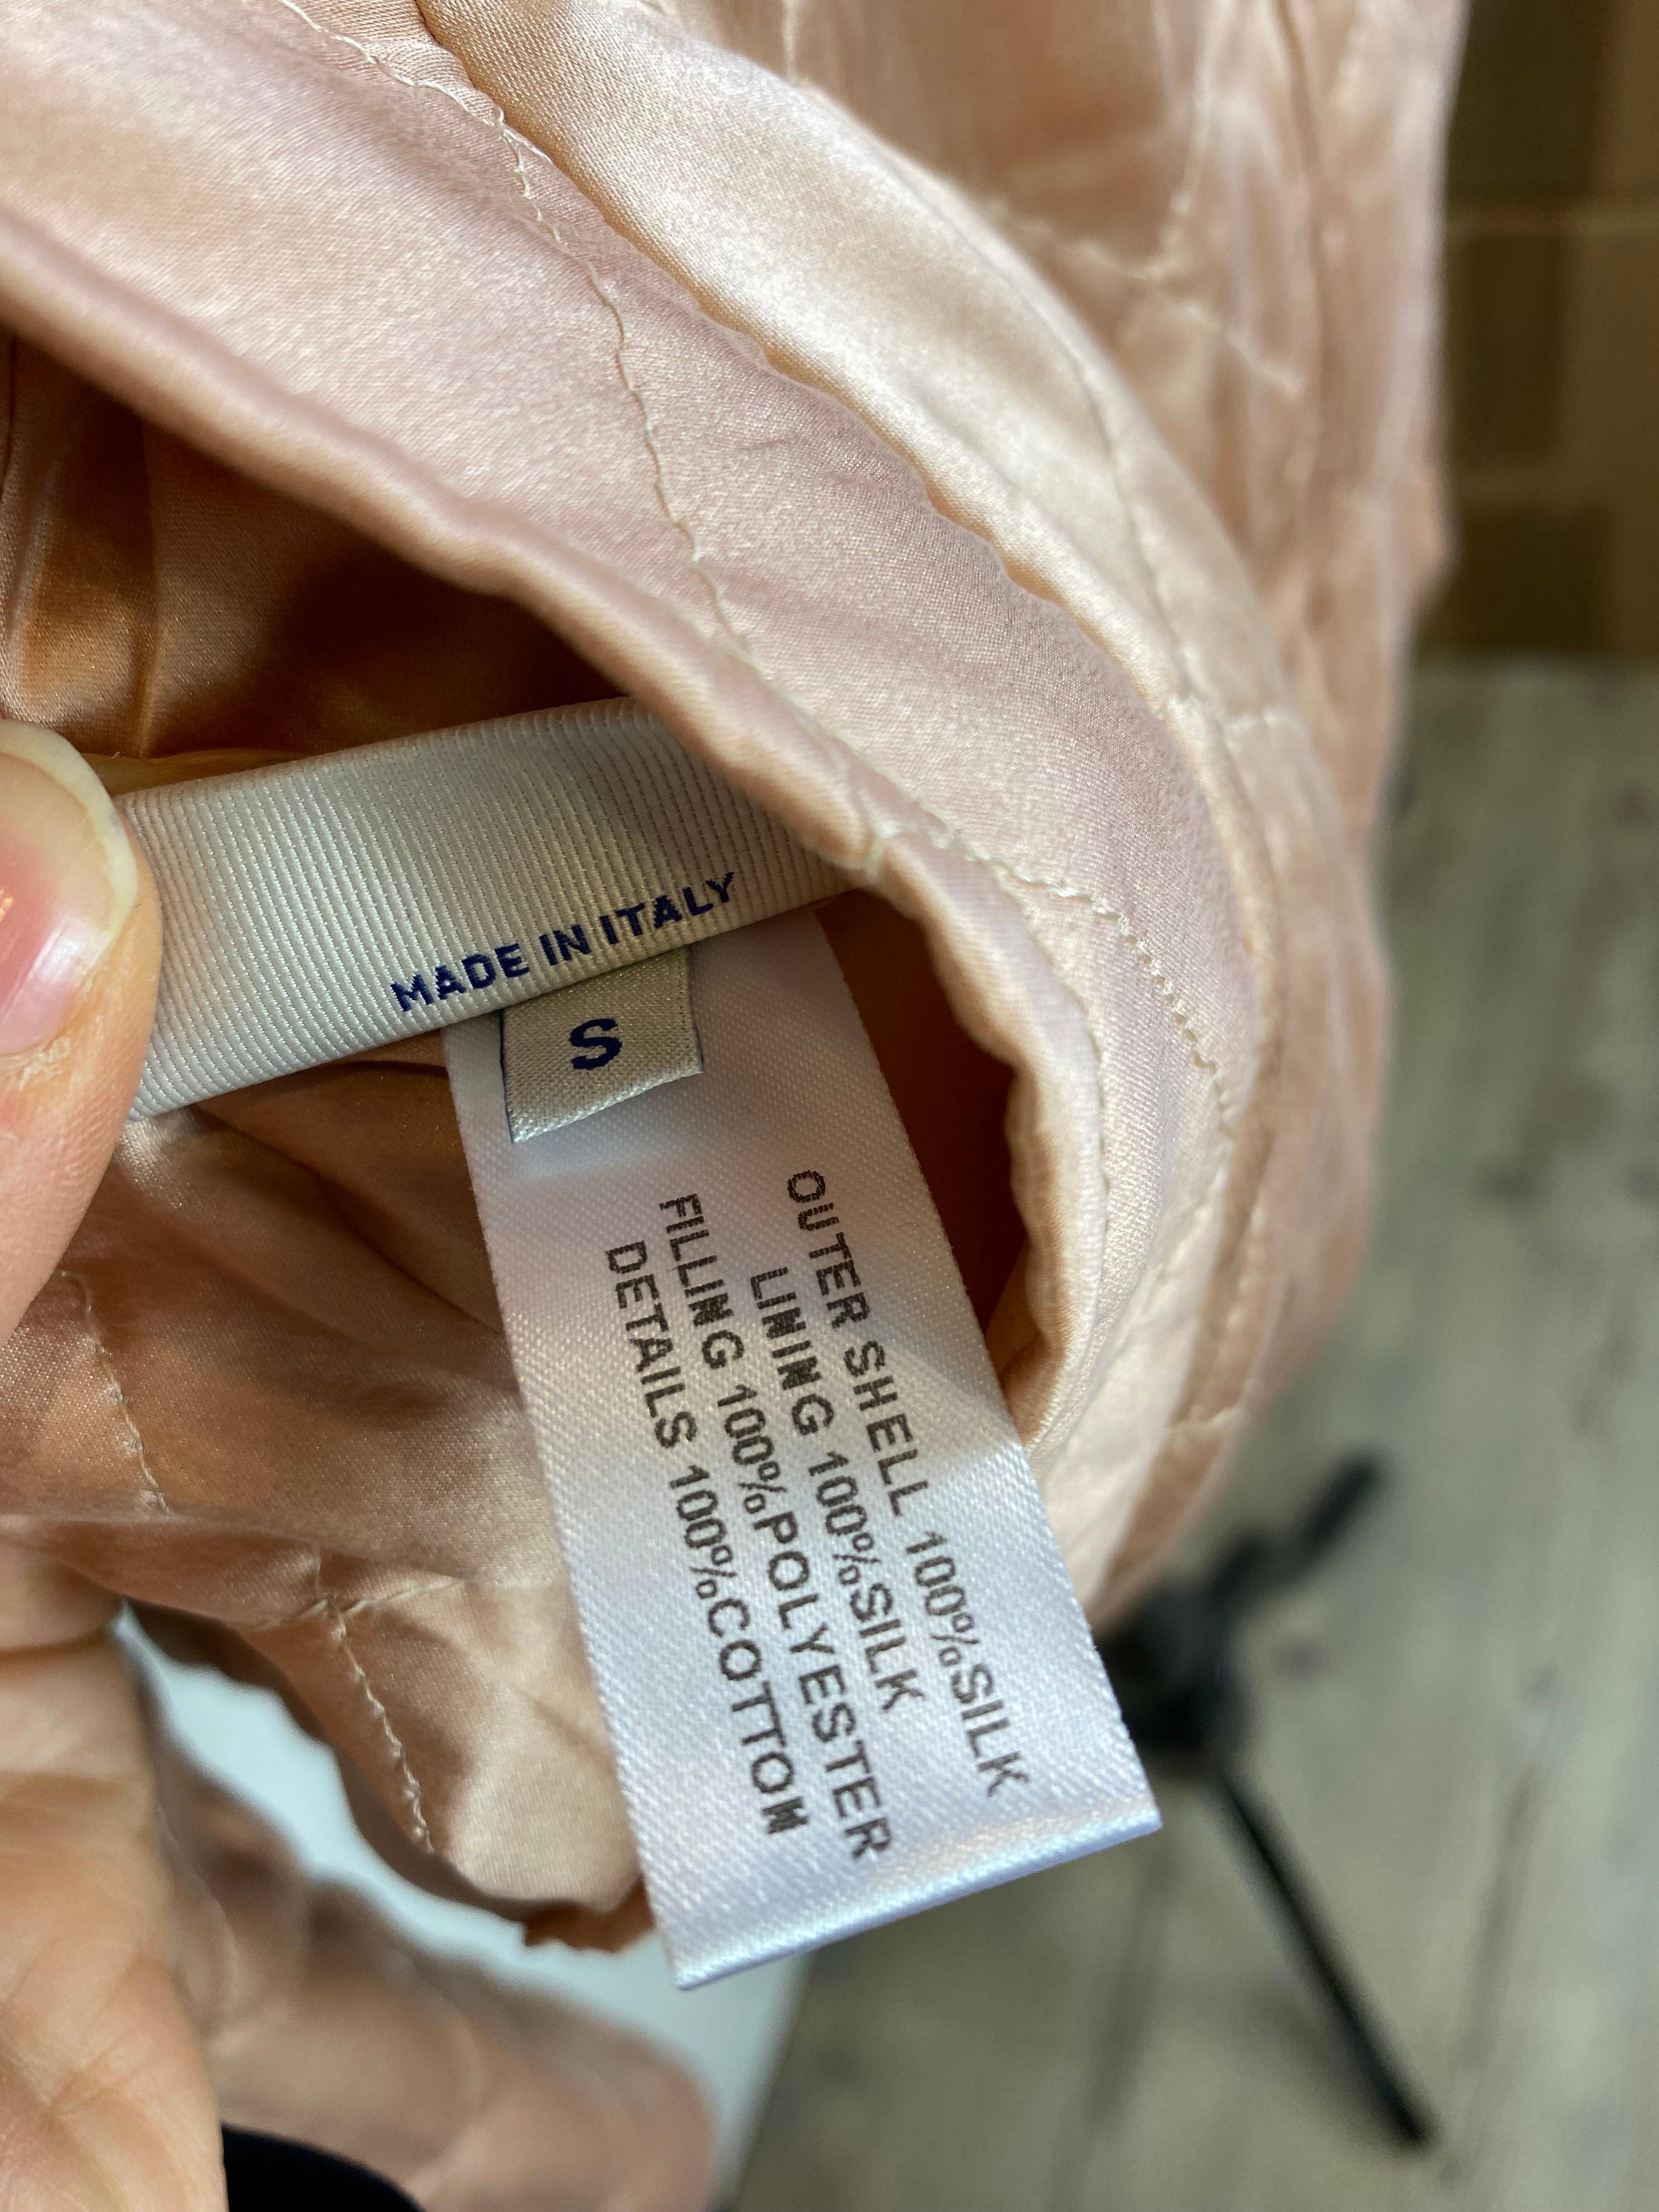 MADE IN ITALY
S
OUTER SHELL 100%SILK
LINING 100%SILK
FILLING 100%POLYESTER
DETAILS 100%COTTON